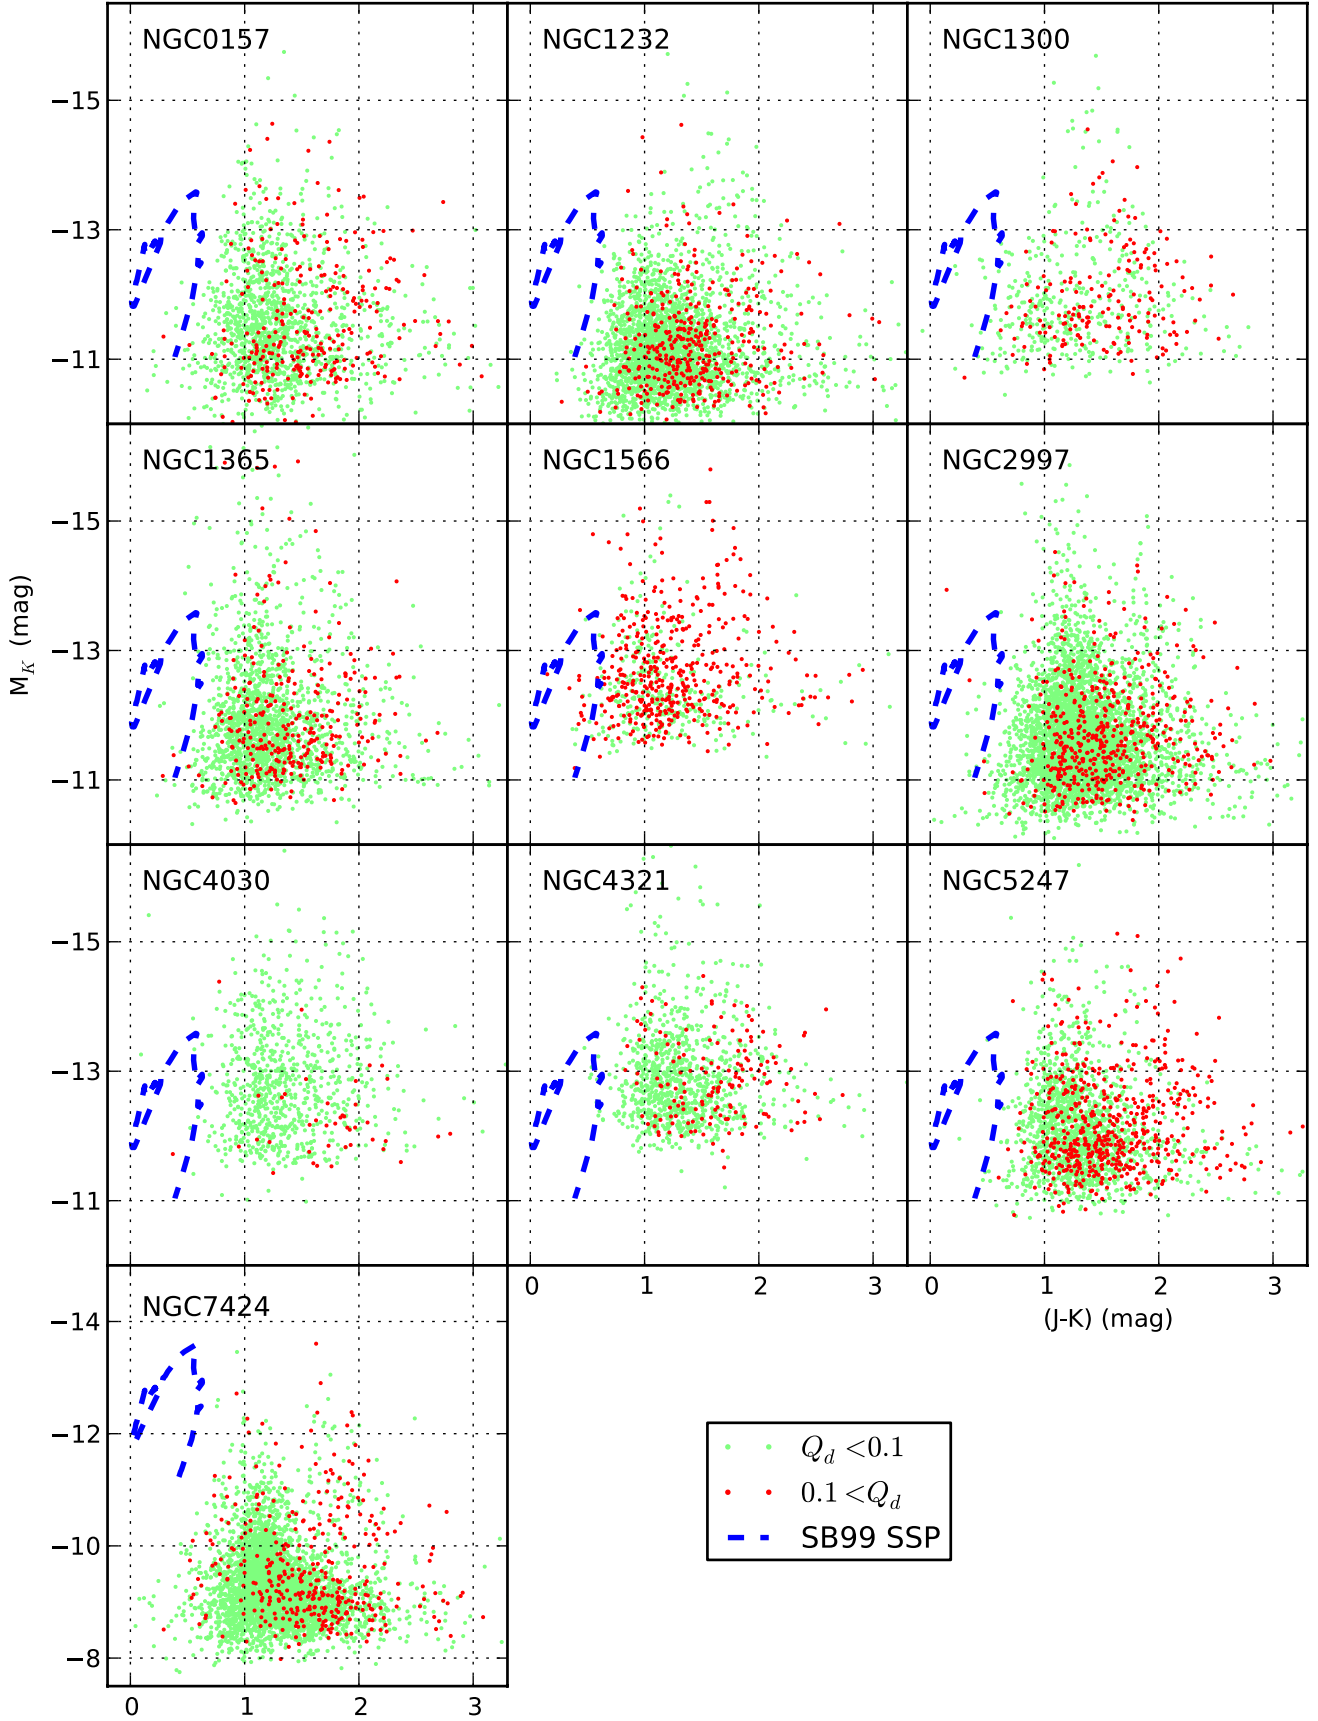 NGC0157
NGC1232
NGC1300
−15
−13
−11
NGC1365
NGC1566
NGC2997
−15
−13
−11
M_K (mag)
NGC4030
NGC4321
NGC5247
−15
−13
−11
0 1 2 3
0 1 2 3
(J-K) (mag)
NGC7424
−14
−12
−10
−8
0 1 2 3
Q_d <0.1
0.1<Q_d
SB99 SSP